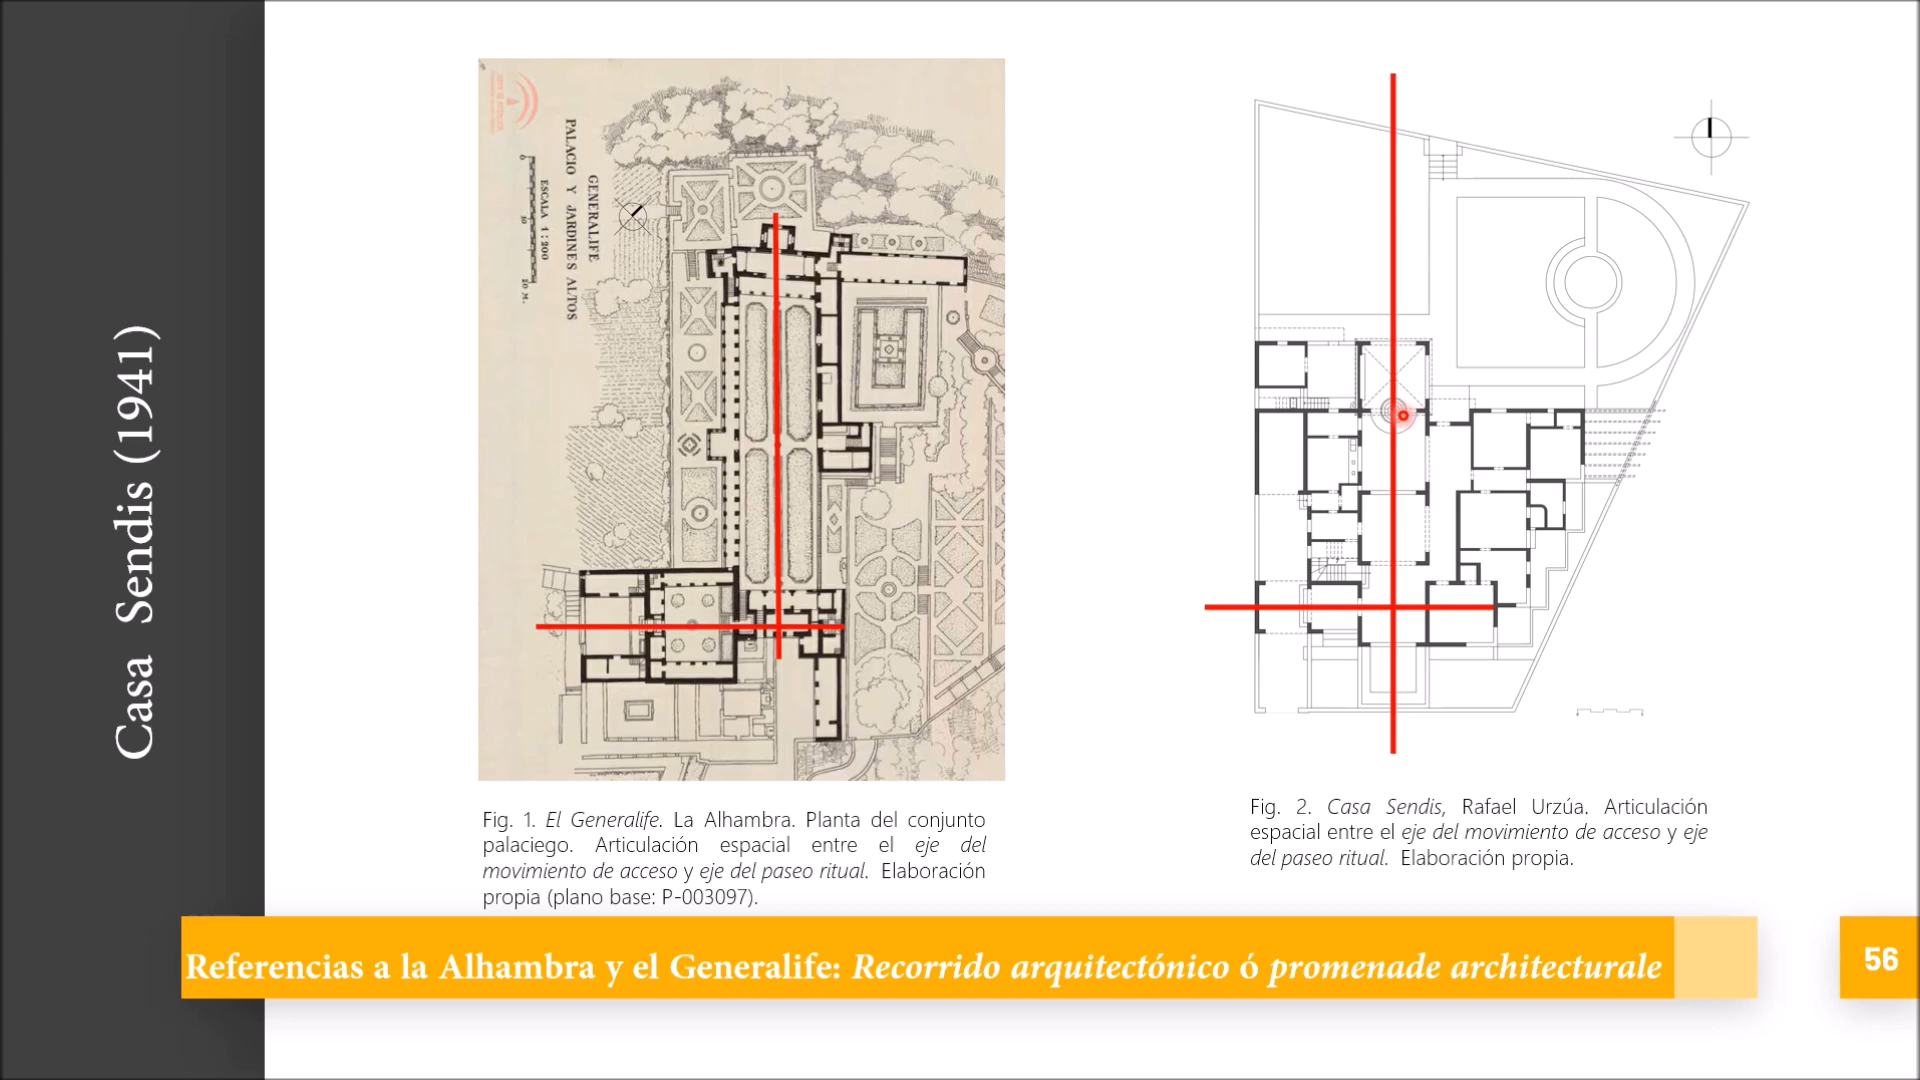 Casa Sendis (1941)
GENERALIFE
PALACIO Y JARDINES ALTOS
ESCALA 1:200
0 10 20 M.
Fig. 1. El Generalife. La Alhambra. Planta del conjunto
palaciego. Articulación espacial entre el eje del
movimiento de acceso y eje del paseo ritual. Elaboración
propia (plano base: P-003097).
Fig. 2. Casa Sendis, Rafael Urzúa. Articulación
espacial entre el eje del movimiento de acceso y eje
del paseo ritual. Elaboración propia.
Referencias a la Alhambra y el Generalife: Recorrido arquitectónico ó promenade architecturale
56